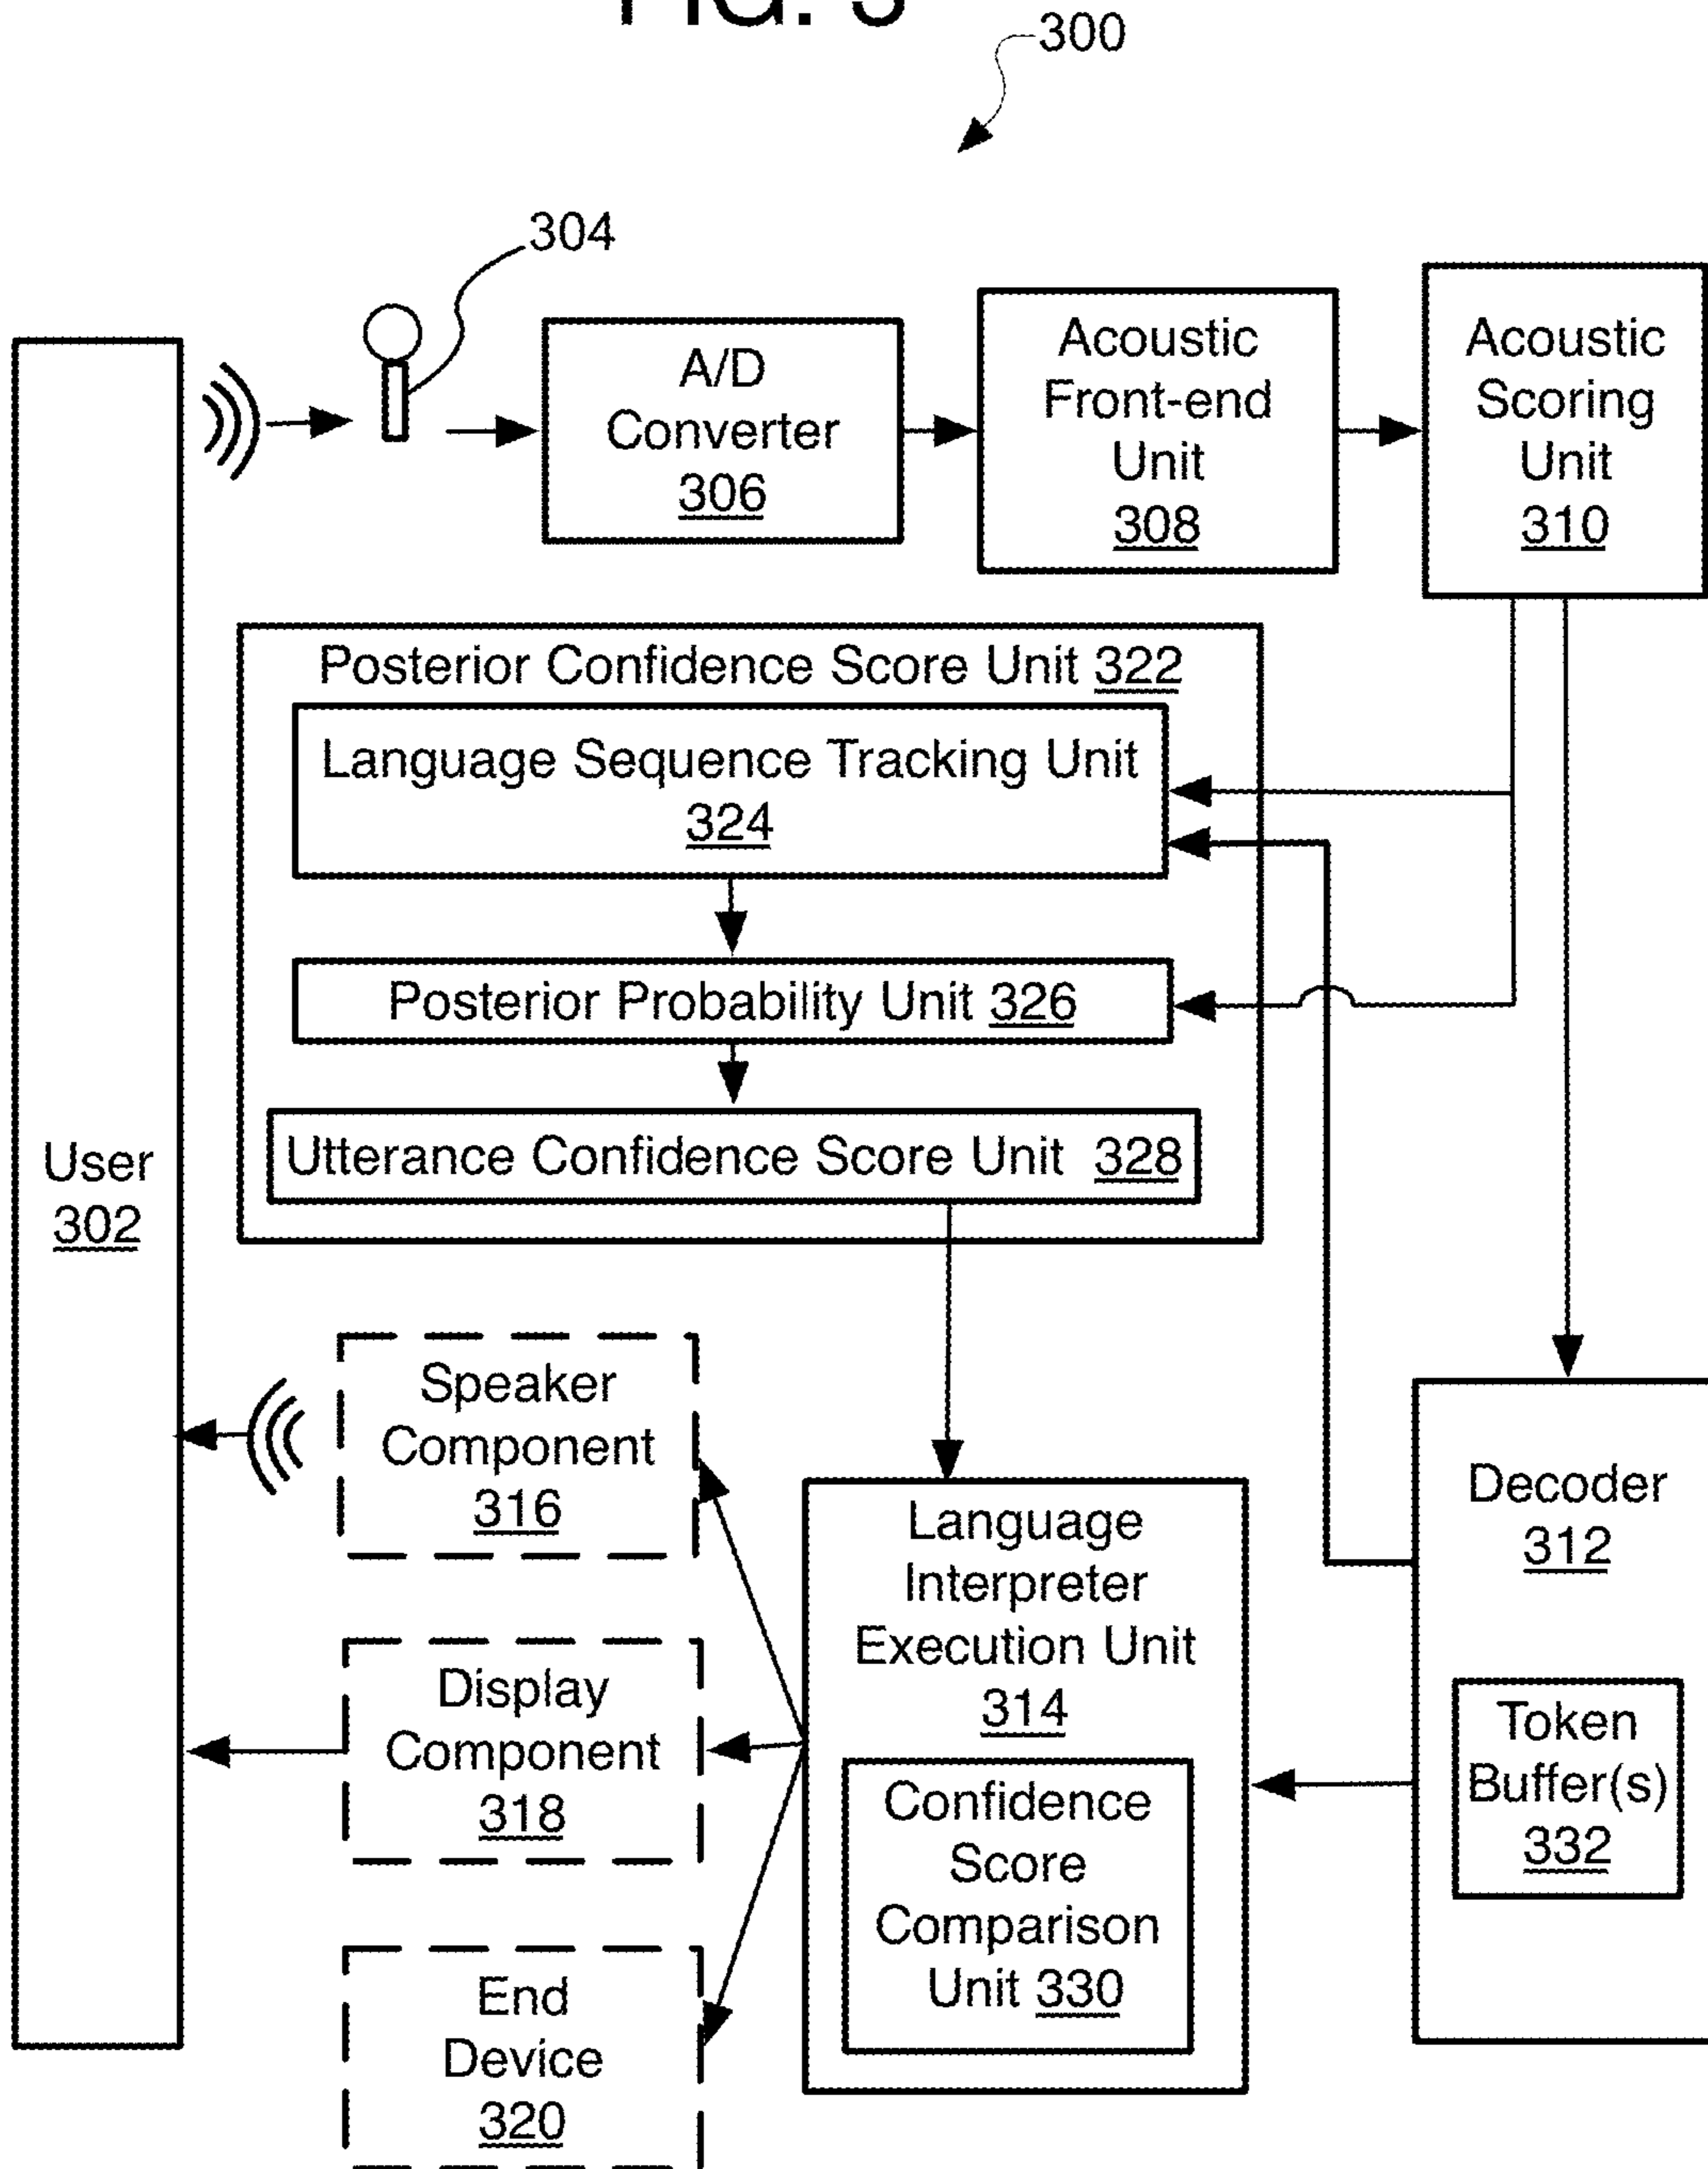 FIG. 3
300
304
A/D
Converter
306
Acoustic
Front-end
Unit
308
Acoustic
Scoring
Unit
310
Posterior Confidence Score Unit 322
Language Sequence Tracking Unit
324
Posterior Probability Unit 326
Utterance Confidence Score Unit 328
User
302
Speaker
Component
316
Display
Component
318
End
Device
320
Language
Interpreter
Execution Unit
314
Confidence
Score
Comparison
Unit 330
Decoder
312
Token
Buffer(s)
332